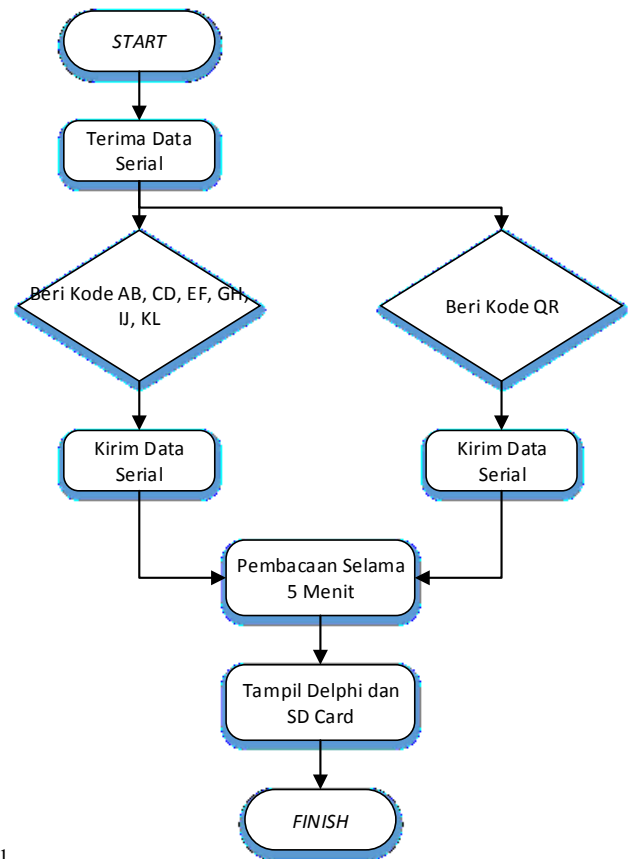 START
Terima Data
Serial
Beri Kode AB, CD, EF, GH,
IJ, KL
Beri Kode QR
Kirim Data
Serial
Kirim Data
Serial
Pembacaan Selama
5 Menit
Tampil Delphi dan
SD Card
FINISH